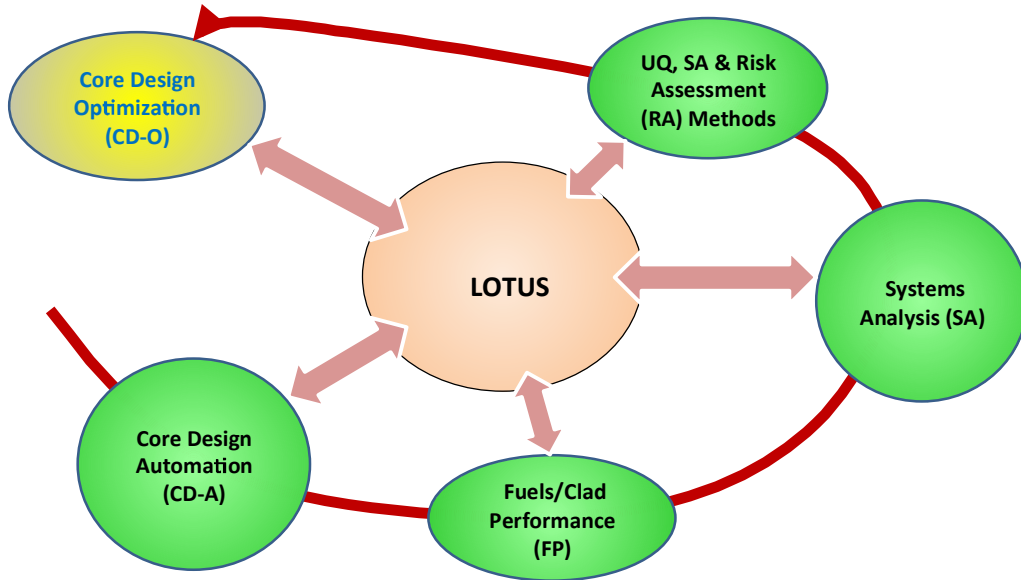 Core Design
Optimization
(CD-O)
UQ, SA & Risk
Assessment
(RA) Methods
LOTUS
Systems
Analysis (SA)
Core Design
Automation
(CD-A)
Fuels/Clad
Performance
(FP)